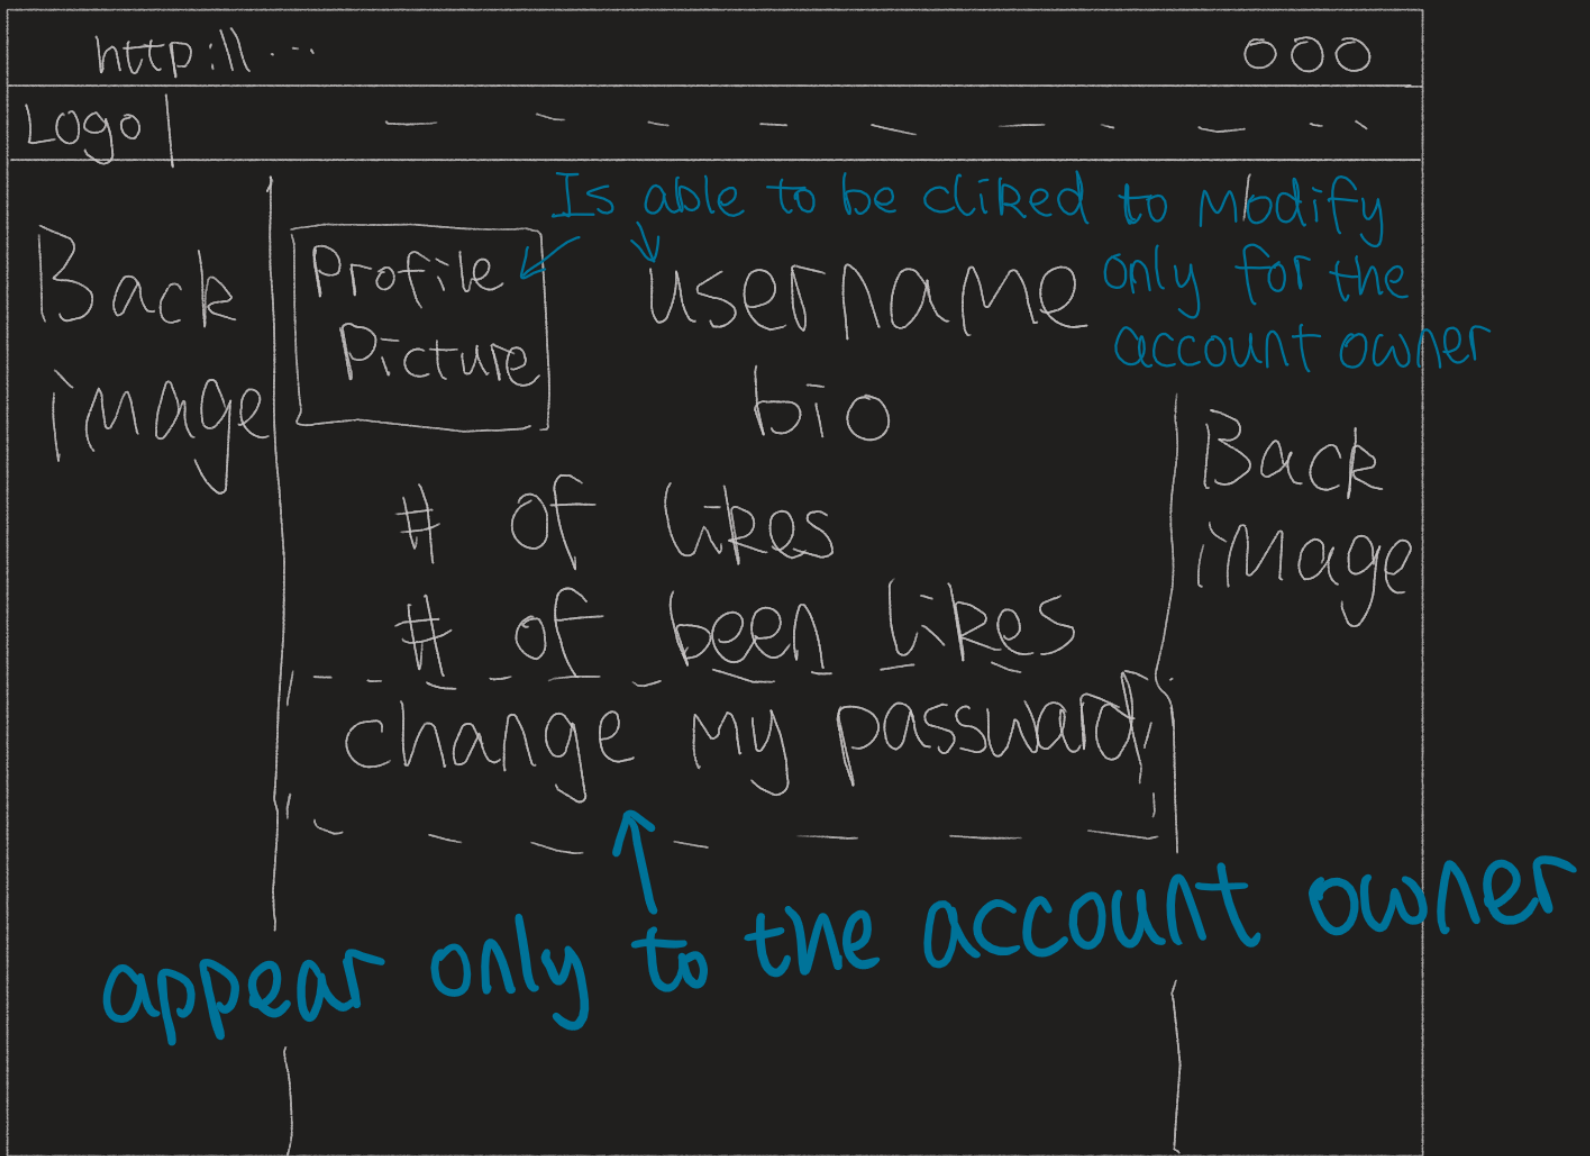 http:\\ ...
Logo
Is able to be cliked to modify
only for the
account owner
Back
image
Profile
Picture
username
bio
Back
image
# of likes
# of been likes
change my passward
appear only to the account owner